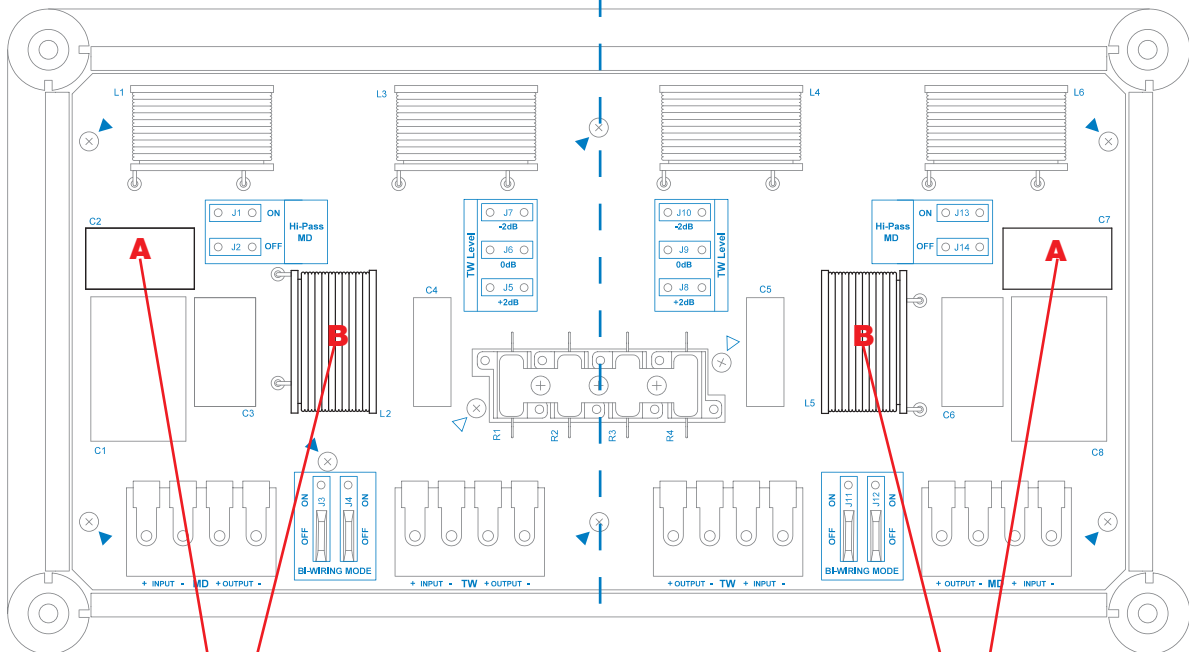 L1
L3
L4
L6
J1 ON
J2 OFF
Hi-Pass
MD
TW Level
J7
-2dB
J6
0dB
J5
+2dB
TW Level
J10
-2dB
J9
0dB
J8
+2dB
Hi-Pass
MD
ON J13
OFF J14
C2
A
C7
A
C4
C5
B
B
C3
L2
L5
C6
C1
C8
R1
R2
R3
R4
ON
J3
J4
ON
OFF
OFF
BI-WIRING MODE
ON
J11
J12
ON
OFF
OFF
BI-WIRING MODE
+ INPUT - MD + OUTPUT -
+ INPUT - TW + OUTPUT -
+ OUTPUT - TW + INPUT -
+ OUTPUT - MD + INPUT -